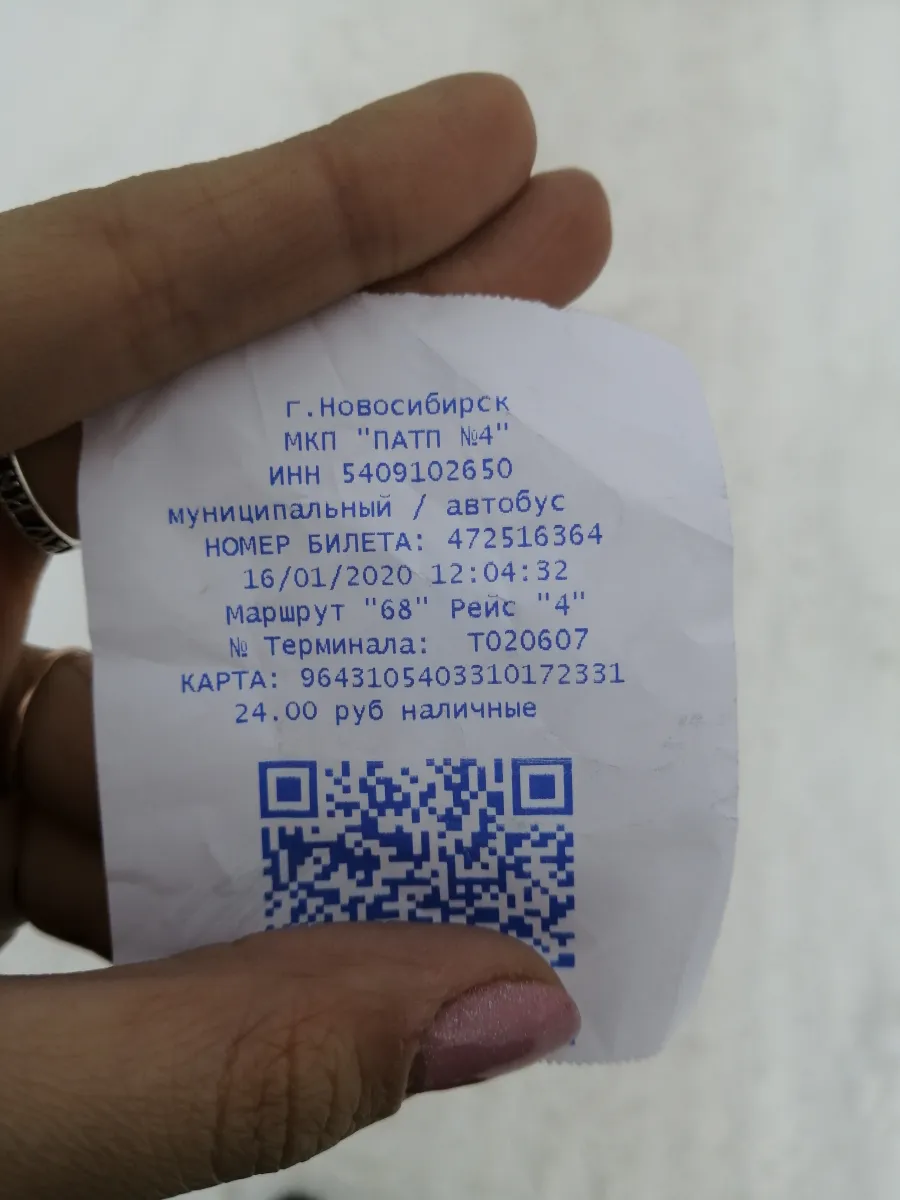 г.Новосибирск
МКП "ПАТП №4"
ИНН 5409102650
муниципальный / автобус
НОМЕР БИЛЕТА: 472516364
16/01/2020 12:04:32
Маршрут "68" Рейс "4"
№ Терминала: T020607
КАРТА: 9643105403310172331
24.00 руб наличные